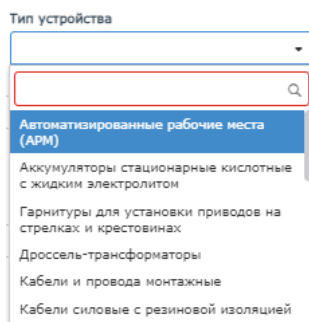 Тип устройства
Автоматизированные рабочие места
(АРМ)
Аккумуляторы стационарные кислотные
с жидким электролитом
Гарнитуры для установки приводов на
стрелках и крестовинах
Дроссель-трансформаторы
Кабели и провода монтажные
Кабели силовые с резиновой изоляцией